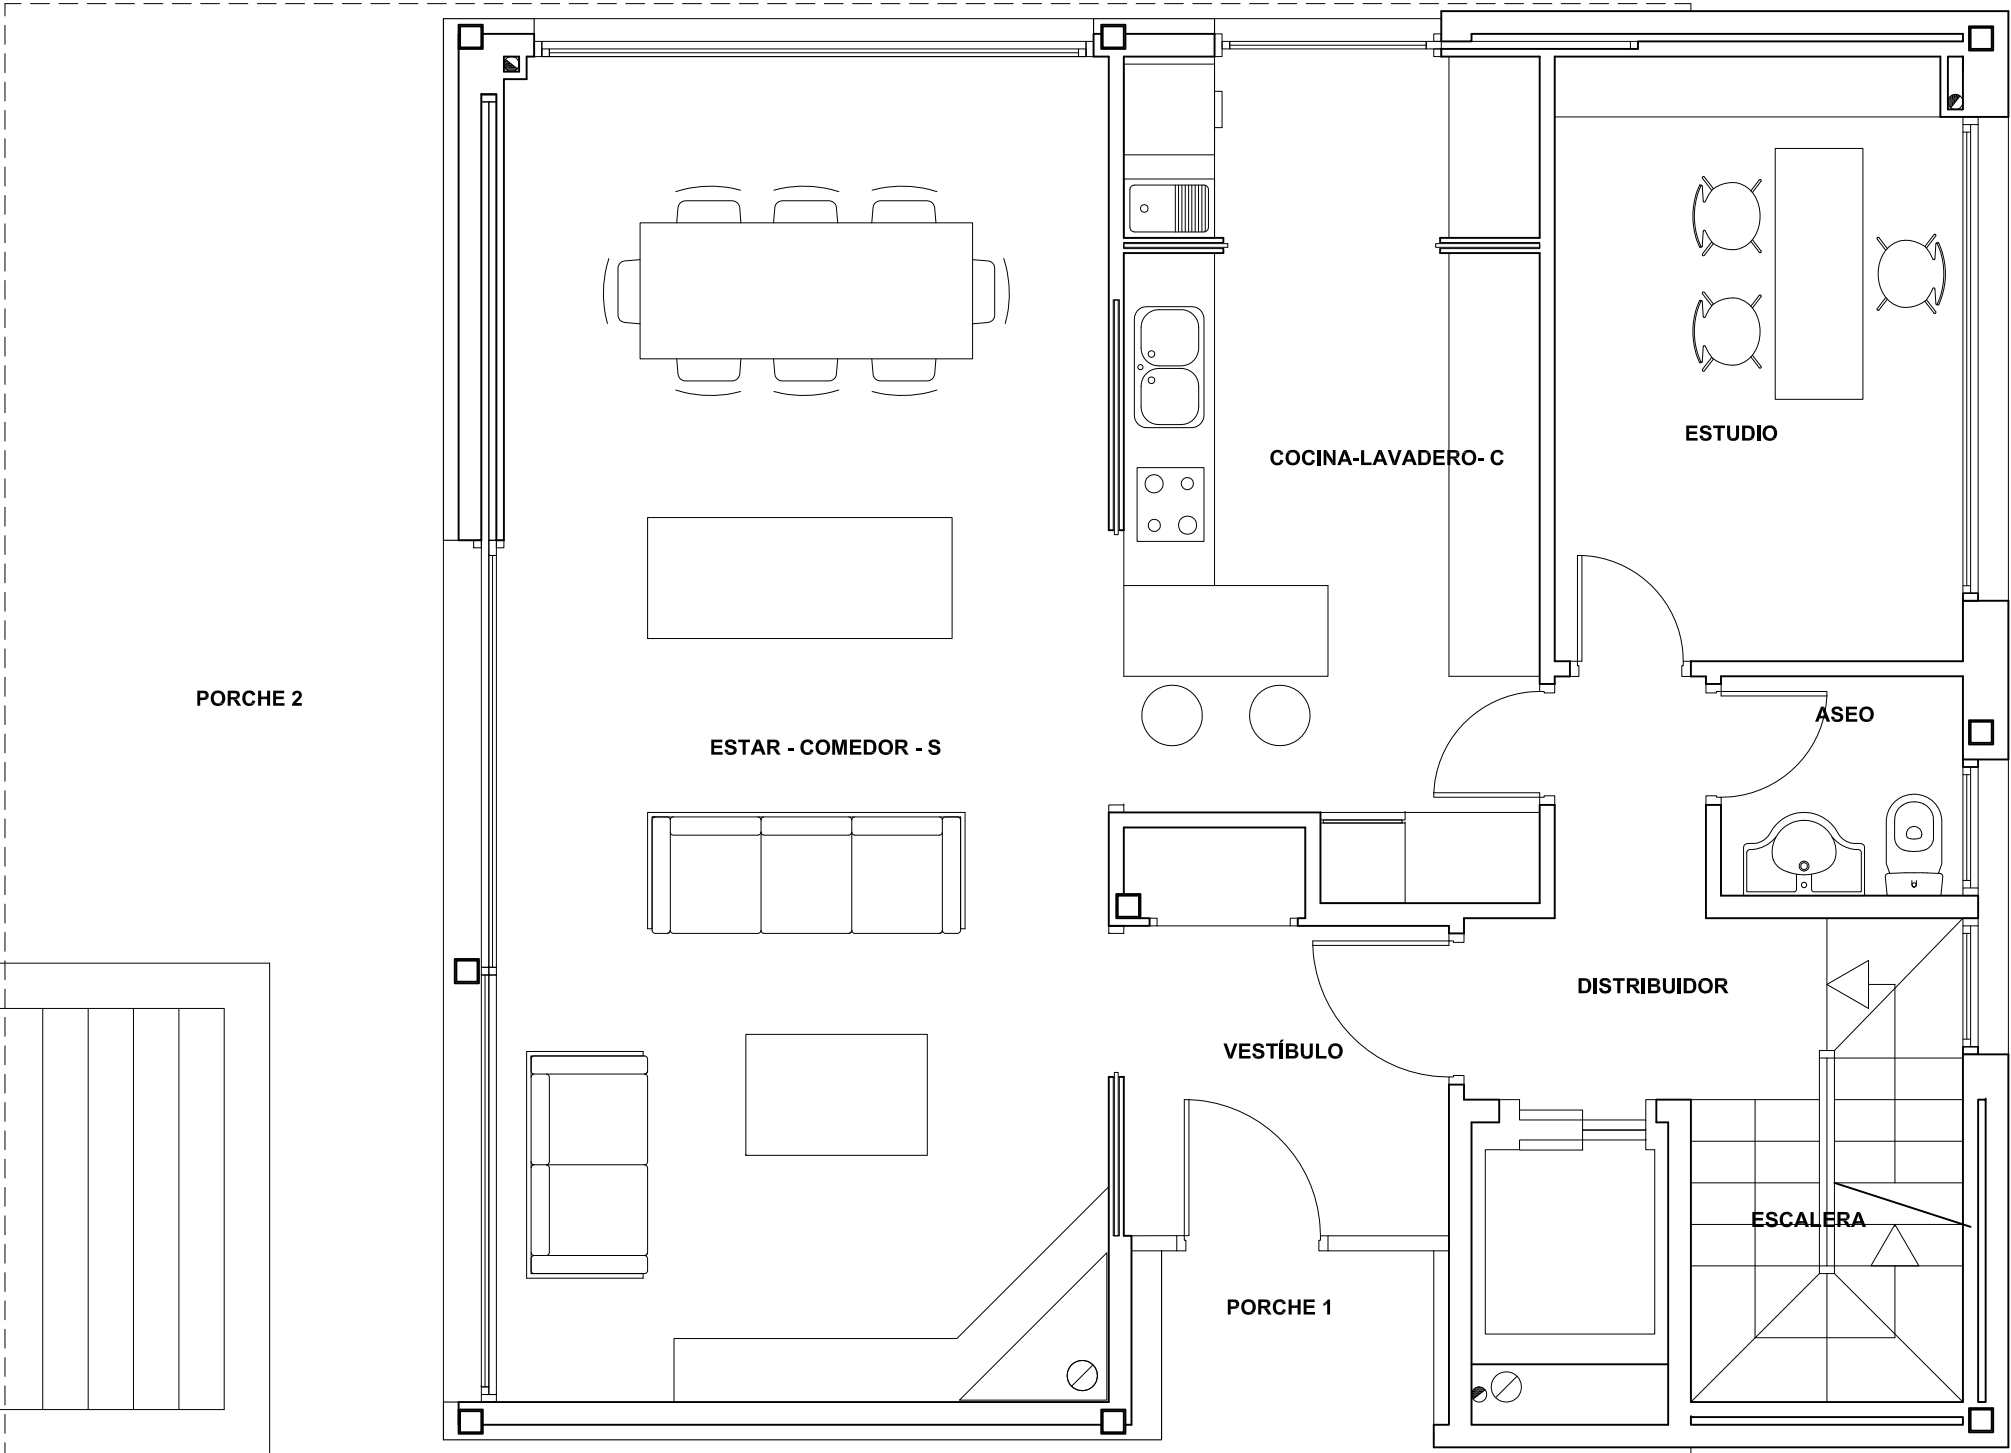 ESTUDIO
COCINA-LAVADERO- C
PORCHE 2
ASEO
ESTAR - COMEDOR - S
DISTRIBUIDOR
VESTÍBULO
ESCALERA
PORCHE 1